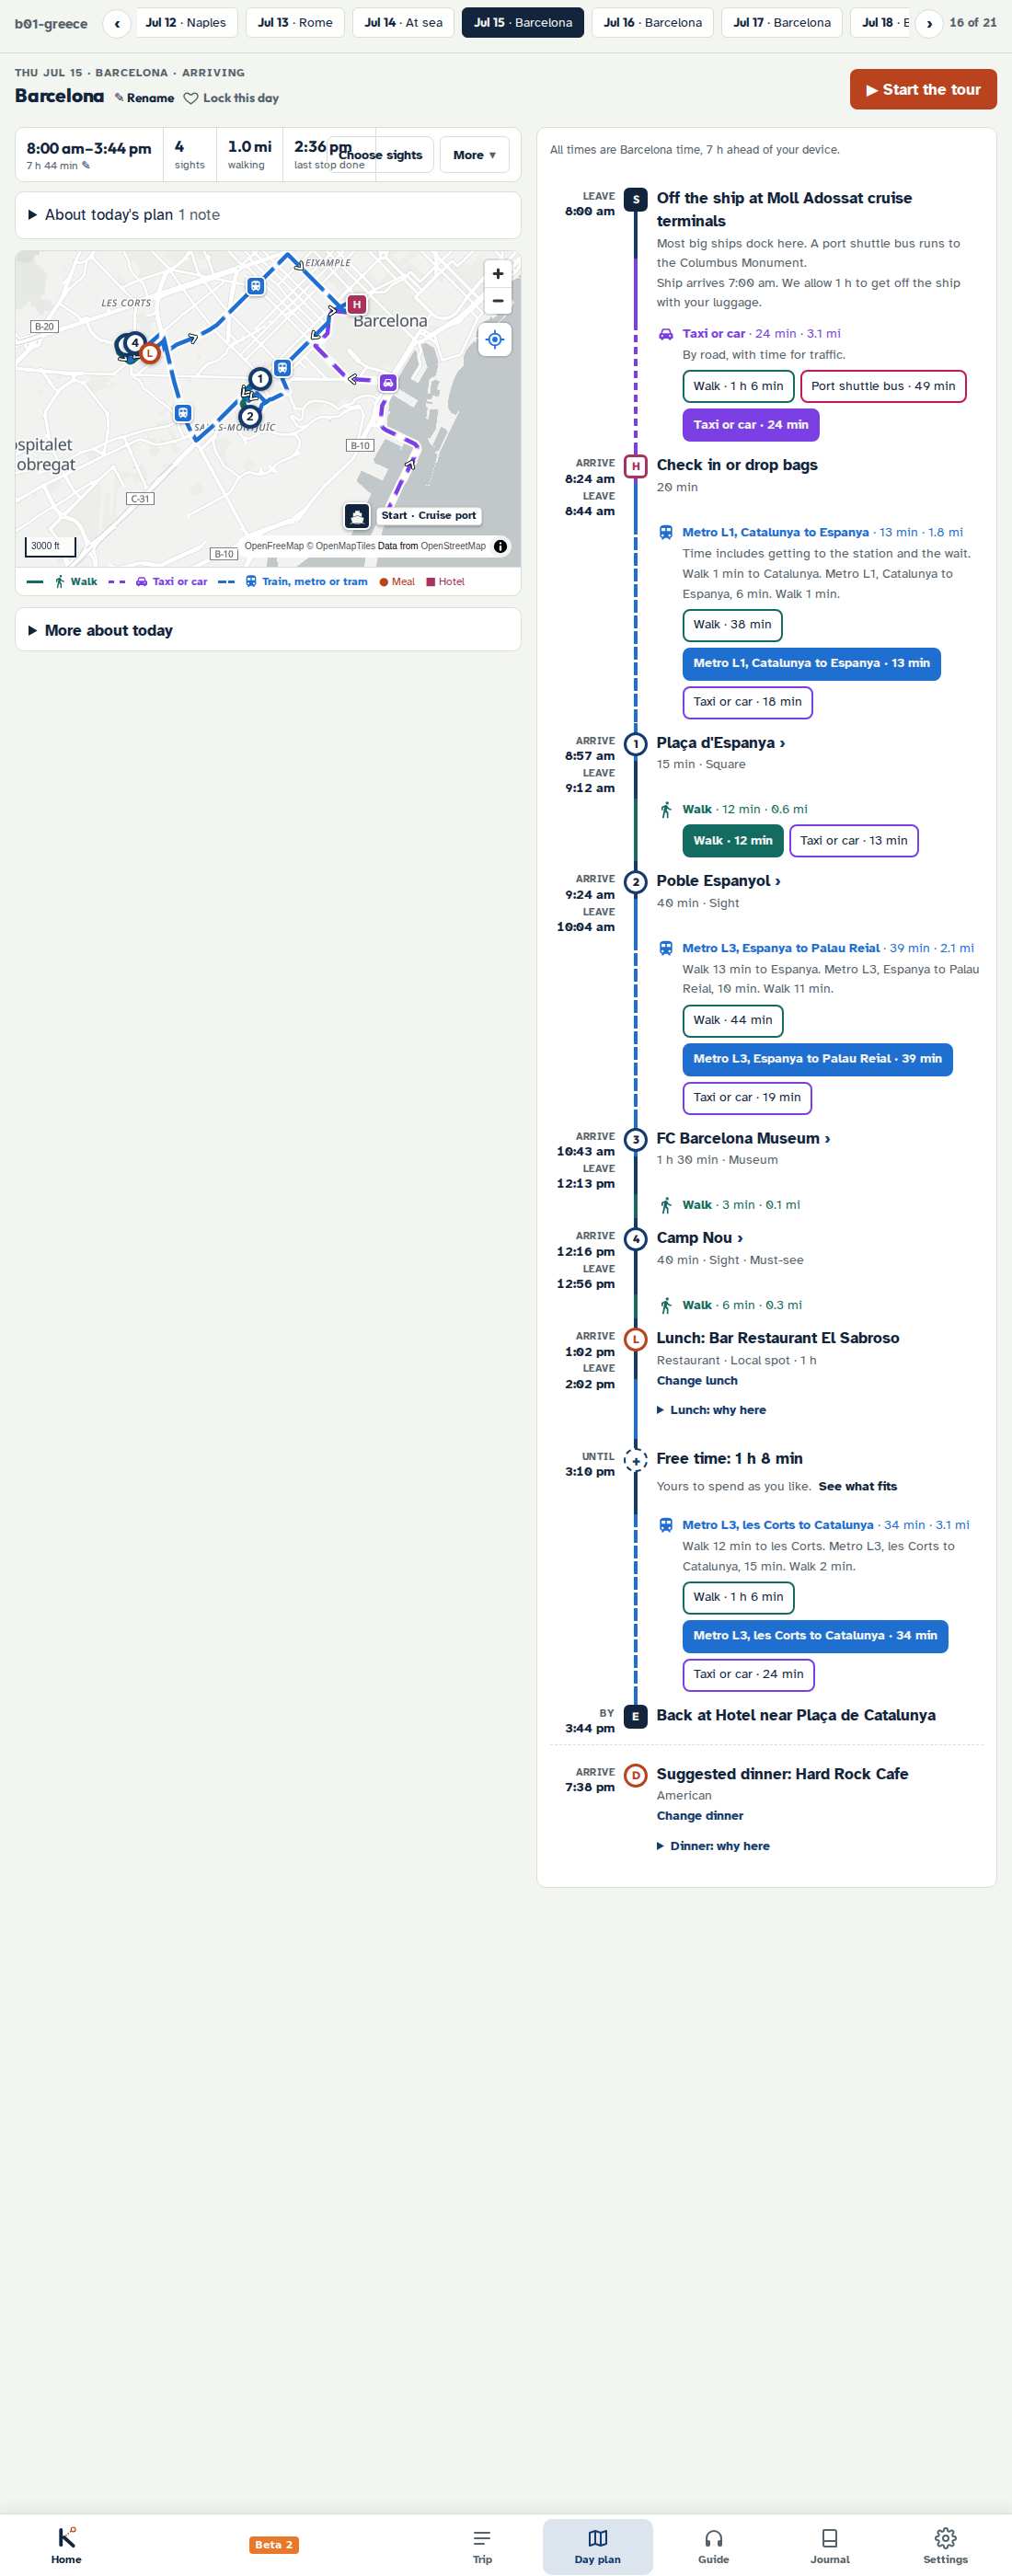 b01-greece
‹
Jul 12 · Naples
Jul 13 · Rome
Jul 14 · At sea
Jul 15 · Barcelona
Jul 16 · Barcelona
Jul 17 · Barcelona
Jul 18 ·
›
16 of 21
THU JUL 15 · BARCELONA · ARRIVING
Barcelona
✎ Rename
Lock this day
▶ Start the tour
8:00 am–3:44 pm
7 h 44 min ✎
4
sights
1.0 mi
walking
2:36 pm
last stop done
Choose sights
More ▾
▶ About today's plan 1 note
EIXAMPLE
LES CORTS
B-20
Barcelona
H
4
L
1
2
B-10
C-31
Start · Cruise port
3000 ft
B-10
OpenFreeMap © OpenMapTiles Data from OpenStreetMap
Walk
Taxi or car
Train, metro or tram
Meal
Hotel
▶ More about today
All times are Barcelona time, 7 h ahead of your device.
LEAVE
8:00 am
S
Off the ship at Moll Adossat cruise
terminals
Most big ships dock here. A port shuttle bus runs to
the Columbus Monument.
Ship arrives 7:00 am. We allow 1 h to get off the ship
with your luggage.
Taxi or car · 24 min · 3.1 mi
By road, with time for traffic.
Walk · 1 h 6 min
Port shuttle bus · 49 min
Taxi or car · 24 min
ARRIVE
8:24 am
LEAVE
8:44 am
H
Check in or drop bags
20 min
Metro L1, Catalunya to Espanya · 13 min · 1.8 mi
Time includes getting to the station and the wait.
Walk 1 min to Catalunya. Metro L1, Catalunya to
Espanya, 6 min. Walk 1 min.
Walk · 38 min
Metro L1, Catalunya to Espanya · 13 min
Taxi or car · 18 min
ARRIVE
8:57 am
LEAVE
9:12 am
1
Plaça d'Espanya ›
15 min · Square
Walk · 12 min · 0.6 mi
Walk · 12 min
Taxi or car · 13 min
ARRIVE
9:24 am
LEAVE
10:04 am
2
Poble Espanyol ›
40 min · Sight
Metro L3, Espanya to Palau Reial · 39 min · 2.1 mi
Walk 13 min to Espanya. Metro L3, Espanya to Palau
Reial, 10 min. Walk 11 min.
Walk · 44 min
Metro L3, Espanya to Palau Reial · 39 min
Taxi or car · 19 min
ARRIVE
10:43 am
LEAVE
12:13 pm
3
FC Barcelona Museum ›
1 h 30 min · Museum
Walk · 3 min · 0.1 mi
ARRIVE
12:16 pm
LEAVE
12:56 pm
4
Camp Nou ›
40 min · Sight · Must-see
Walk · 6 min · 0.3 mi
ARRIVE
1:02 pm
LEAVE
2:02 pm
L
Lunch: Bar Restaurant El Sabroso
Restaurant · Local spot · 1 h
Change lunch
▶ Lunch: why here
UNTIL
3:10 pm
+
Free time: 1 h 8 min
Yours to spend as you like. See what fits
Metro L3, les Corts to Catalunya · 34 min · 3.1 mi
Walk 12 min to les Corts. Metro L3, les Corts to
Catalunya, 15 min. Walk 2 min.
Walk · 1 h 6 min
Metro L3, les Corts to Catalunya · 34 min
Taxi or car · 24 min
BY
3:44 pm
E
Back at Hotel near Plaça de Catalunya
ARRIVE
7:38 pm
D
Suggested dinner: Hard Rock Cafe
American
Change dinner
▶ Dinner: why here
Home
Beta 2
Trip
Day plan
Guide
Journal
Settings